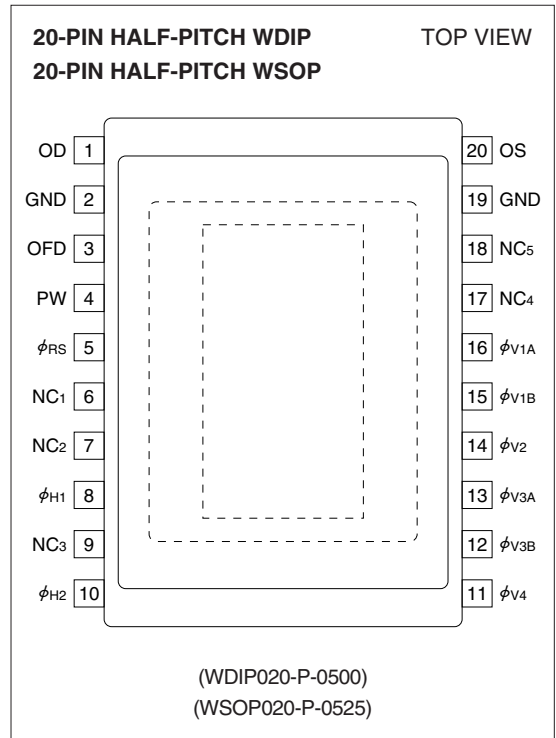 20-PIN HALF-PITCH WDIP TOP VIEW
20-PIN HALF-PITCH WSOP
OD 1 20 OS
GND 2 19 GND
OFD 3 18 NC5
PW 4 17 NC4
ϕRS 5 16 ϕV1A
NC1 6 15 ϕV1B
NC2 7 14 ϕV2
ϕH1 8 13 ϕV3A
NC3 9 12 ϕV3B
ϕH2 10 11 ϕV4
(WDIP020-P-0500)
(WSOP020-P-0525)